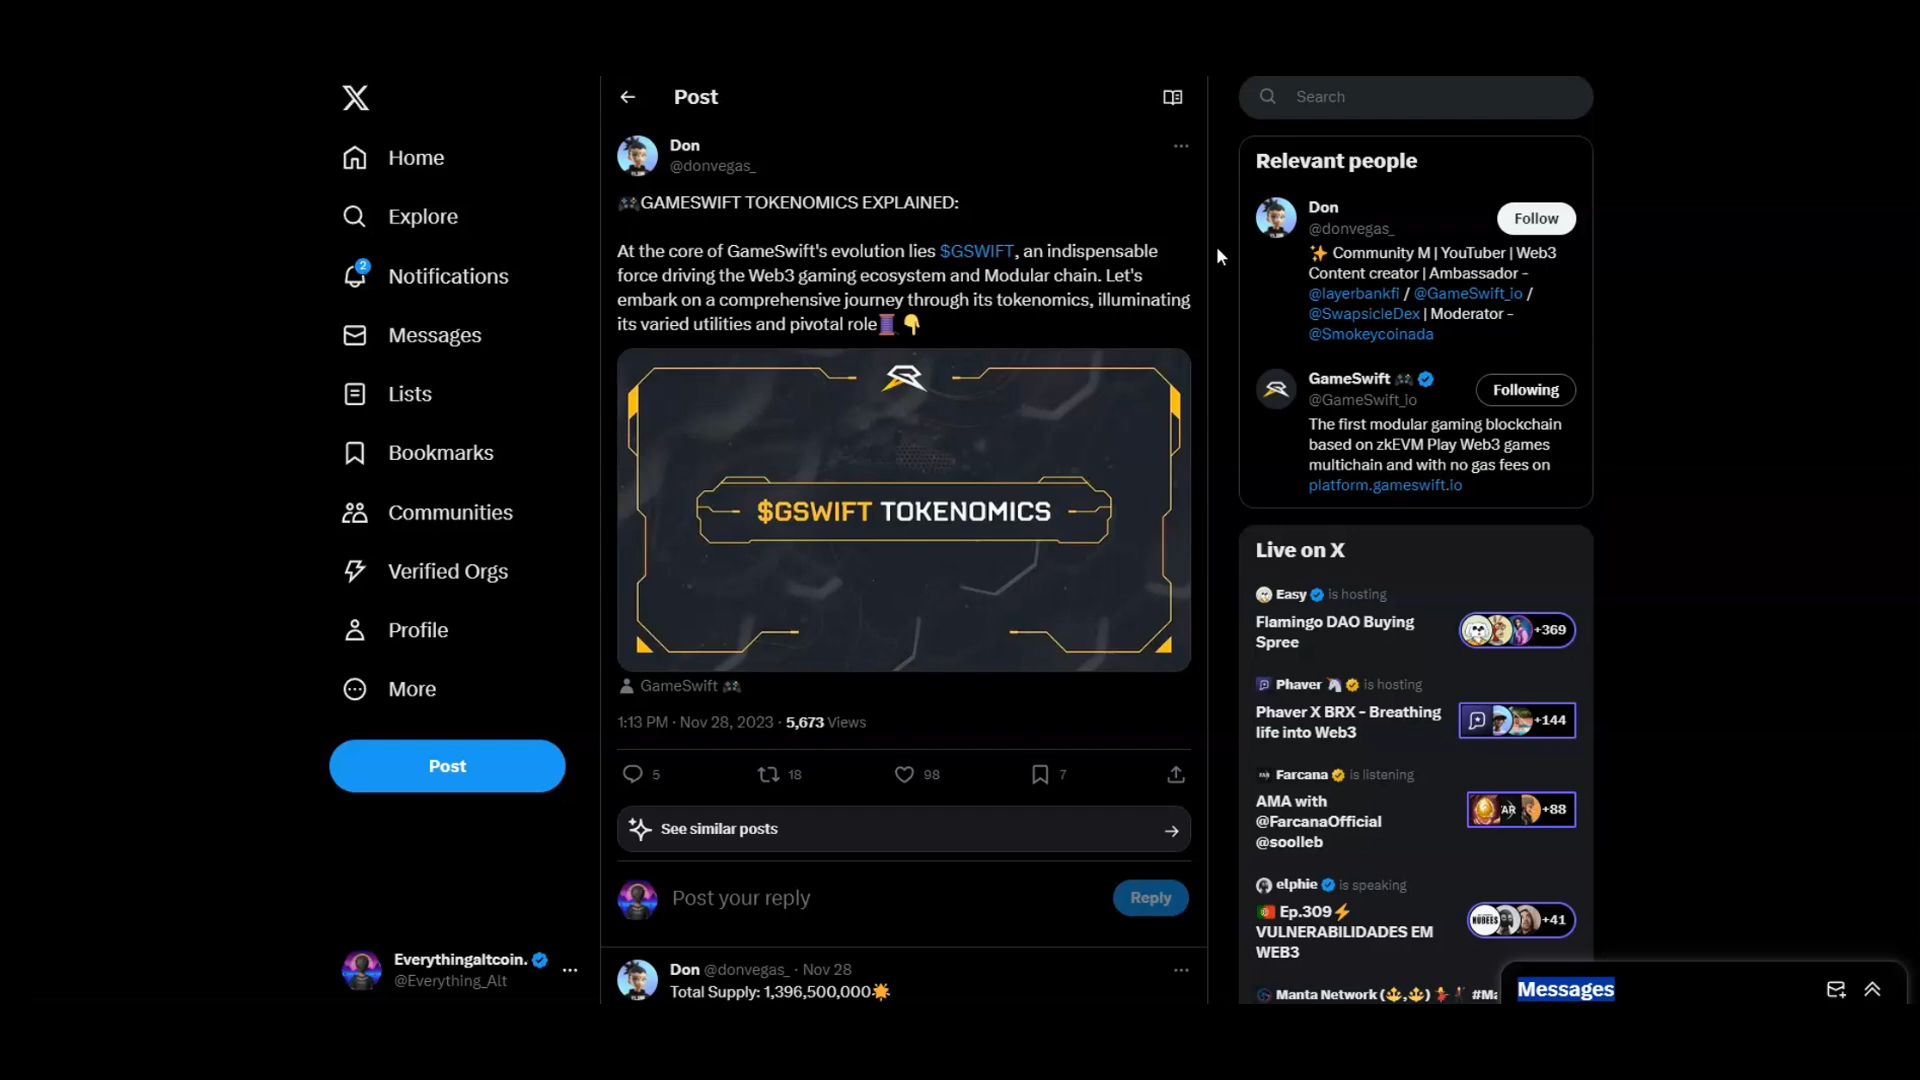 Home
Explore
2
Notifications
Messages
Lists
Bookmarks
Communities
Verified Orgs
Profile
More
Post
Everythingaltcoin.
@Everything_Alt
Post
Don
@donvegas_
🎮GAMESWIFT TOKENOMICS EXPLAINED:
At the core of GameSwift's evolution lies $GSWIFT, an indispensable
force driving the Web3 gaming ecosystem and Modular chain. Let's
embark on a comprehensive journey through its tokenomics, illuminating
its varied utilities and pivotal role🧵👇
$GSWIFT TOKENOMICS
GameSwift 🎮
1:13 PM · Nov 28, 2023 · 5,673 Views
5 18 98 7
See similar posts
Post your reply
Reply
Don @donvegas_ · Nov 28
Total Supply: 1,396,500,000🌟
Search
Relevant people
Don
@donvegas_
Follow
✨ Community M | YouTuber | Web3
Content creator | Ambassador -
@layerbankfi / @GameSwift_io /
@SwapsicleDex | Moderator -
@Smokeycoinada
GameSwift 🎮
@GameSwift_io
Following
The first modular gaming blockchain
based on zkEVM Play Web3 games
multichain and with no gas fees on
platform.gameswift.io
Live on X
Easy is hosting
Flamingo DAO Buying
Spree
+369
Phaver 🦄 is hosting
Phaver X BRX - Breathing
life into Web3
+144
Farcana is listening
AMA with
@FarcanaOfficial
@soolleb
+88
elphie is speaking
🇵🇹 Ep.309⚡
VULNERABILIDADES EM
WEB3
+41
Manta Network (🔱,🔱) #Ma
Messages